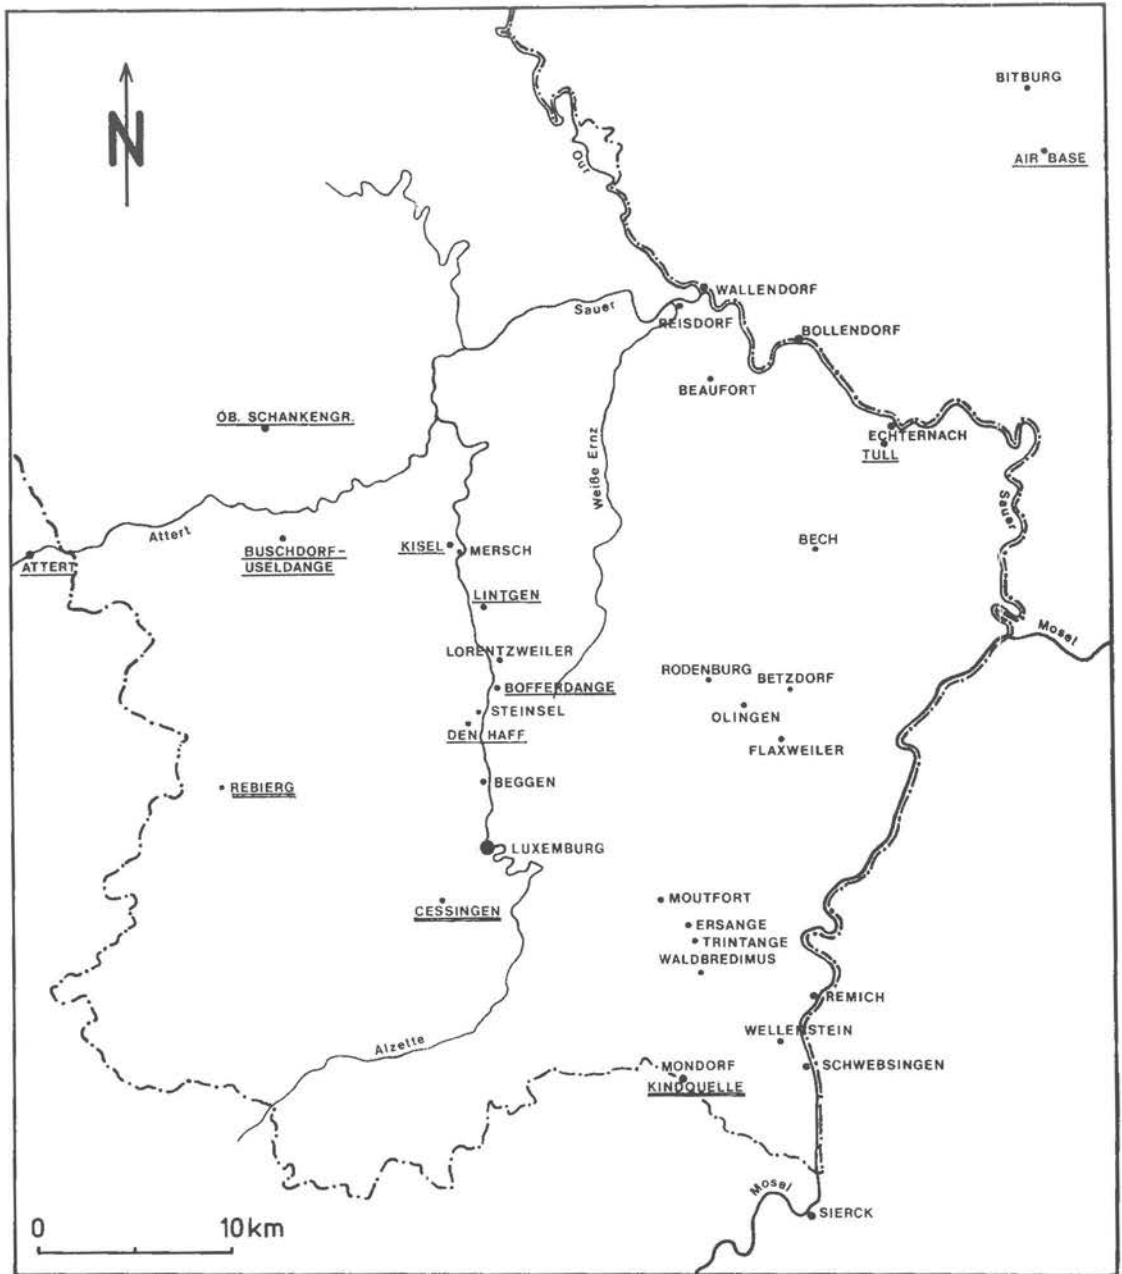 BITBURG
N
AIR BASE
Our
WALLENDORF
Sauer
REISDORF
BOLLENDORF
BEAUFORT
ÖB. SCHANKENGR.
ECHTERNACH
TULL
Weiße Ernz
Sauer
Attert
BUSCHDORF-
USELDANGE
KISEL
MERSCH
BECH
ATTERT
LINTGEN
Mosel
LORENTZWEILER
RODENBURG
BETZDORF
BOFFERDANGE
STEINSEL
OLINGEN
DEN HAFF
FLAXWEILER
BEGGEN
REBIERG
LUXEMBURG
CESSINGEN
MOUTFORT
ERSANGE
TRINTANGE
WALDBREDIMUS
REMICH
WELLENSTEIN
Alzette
MONDORF
SCHWEBSINGEN
KINDQUELLE
Mosel
SIERCK
0 10km